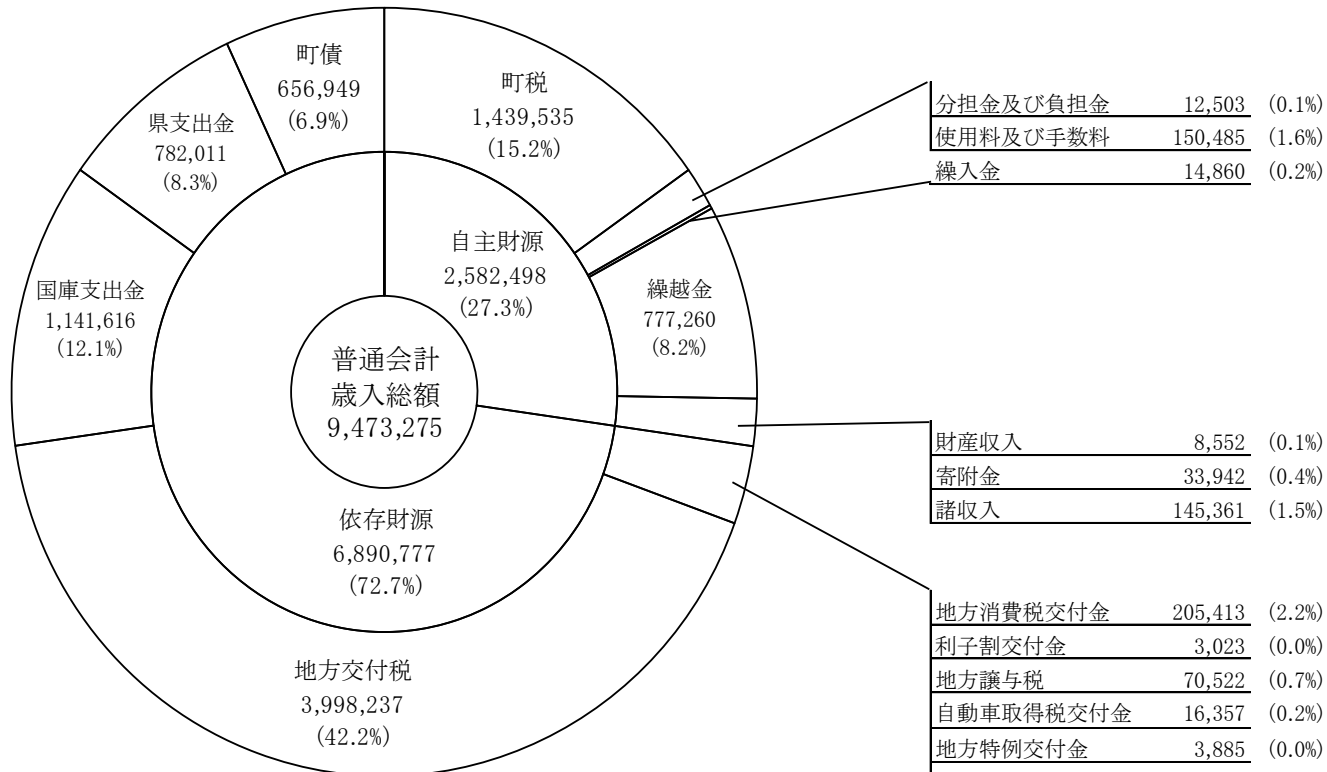 町債
656,949
(6.9%)
町税
1,439,535
(15.2%)
県支出金
782,011
(8.3%)
国庫支出金
1,141,616
(12.1%)
自主財源
2,582,498
(27.3%)
繰越金
777,260
(8.2%)
普通会計
歳入総額
9,473,275
依存財源
6,890,777
(72.7%)
地方交付税
3,998,237
(42.2%)
分担金及び負担金 12,503 (0.1%)
使用料及び手数料 150,485 (1.6%)
繰入金 14,860 (0.2%)
財産収入 8,552 (0.1%)
寄附金 33,942 (0.4%)
諸収入 145,361 (1.5%)
地方消費税交付金 205,413 (2.2%)
利子割交付金 3,023 (0.0%)
地方譲与税 70,522 (0.7%)
自動車取得税交付金 16,357 (0.2%)
地方特例交付金 3,885 (0.0%)